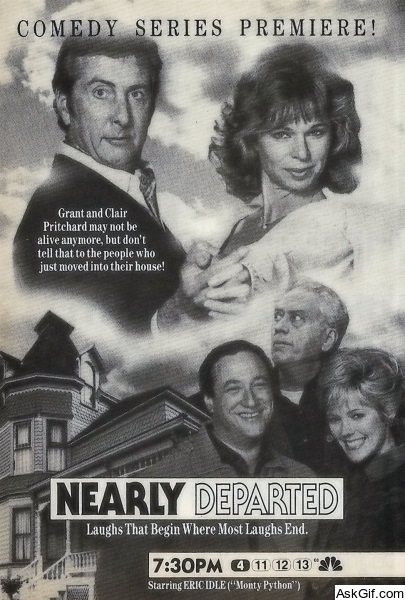 COMEDY SERIES PREMIERE!
Grant and Clair
Pritchard may not be
alive anymore, but don't
tell that to the people who
just moved into their house!
NEARLY DEPARTED
Laughs That Begin Where Most Laughs End.
7:30PM 4 11 12 13
Starring ERIC IDLE ("Monty Python")
AskGif.com